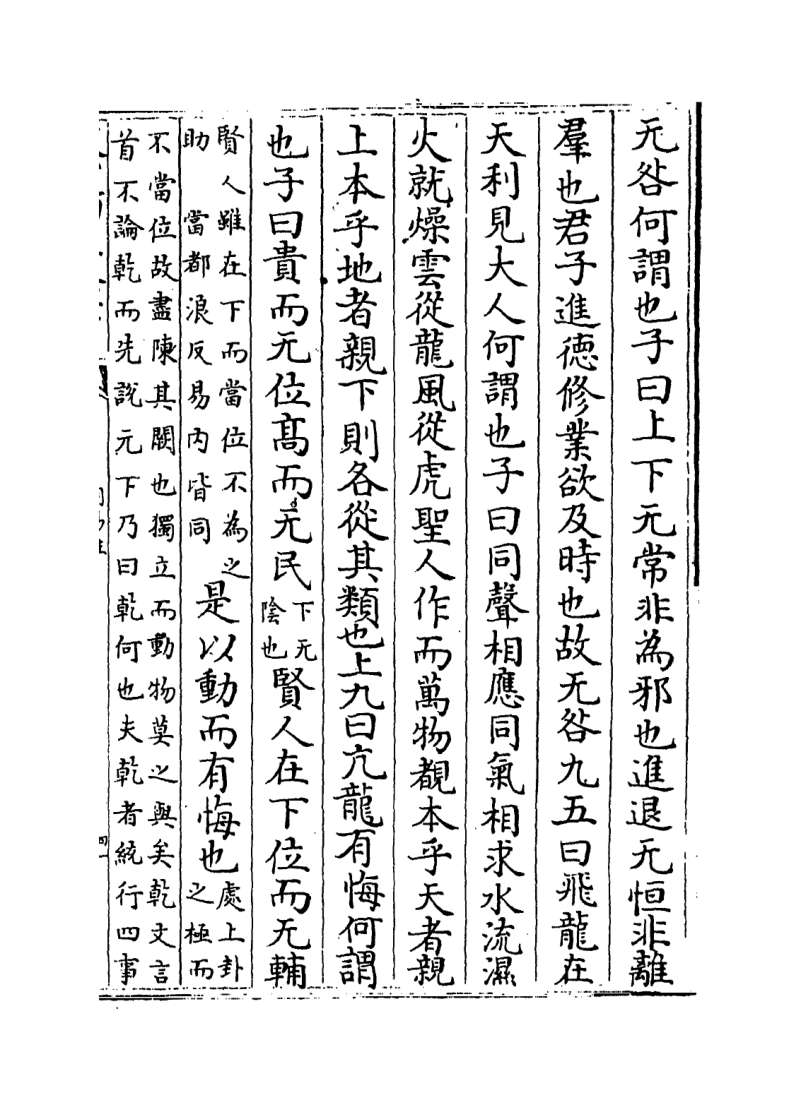 无咎何謂也子曰上下无常非為邪也進退无恒非離
羣也君子進德修業欲及時也故无咎九五曰飛龍在
天利見大人何謂也子曰同聲相應同氣相求水流濕
火就燥雲從龍風從虎聖人作而萬物覩本乎天者親
上本乎地者親下則各從其類也上九曰亢龍有悔何謂
也子曰貴而无位髙而无民下无陰也賢人在下位而无輔
賢人雖在下而當位不為之助 當都浪反易内皆同是以動而有悔也處上卦之極而
不當位故盡陳其闕也獨立而動物莫之與矣乾文言
首不論乾而先説元下乃曰乾何也夫乾者統行四事